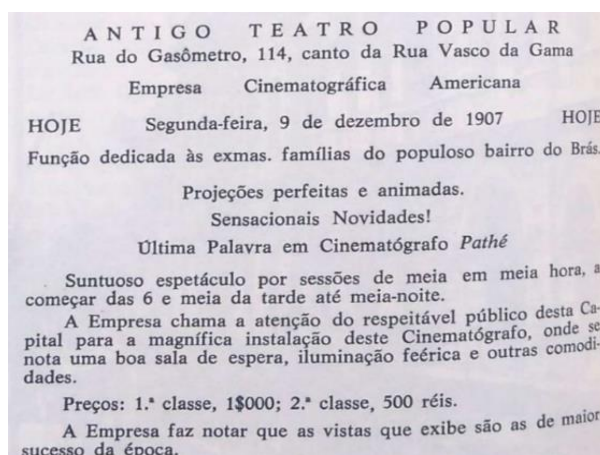 ANTIGO TEATRO POPULAR
Rua do Gasômetro, 114, canto da Rua Vasco da Gama
Empresa Cinematográfica Americana
HOJE Segunda-feira, 9 de dezembro de 1907 HOJE
Função dedicada às exmas. famílias do populoso bairro do Brás.
Projeções perfeitas e animadas.
Sensacionais Novidades!
Última Palavra em Cinematógrafo Pathé
Suntuoso espetáculo por sessões de meia em meia hora, a
começar das 6 e meia da tarde até meia-noite.
A Empresa chama a atenção do respeitável público desta Ca-
pital para a magnífica instalação deste Cinematógrafo, onde se
nota uma boa sala de espera, iluminação feérica e outras comodi-
dades.
Preços: 1.ª classe, 1$000; 2.ª classe, 500 réis.
A Empresa faz notar que as vistas que exibe são as de maior
sucesso da época.